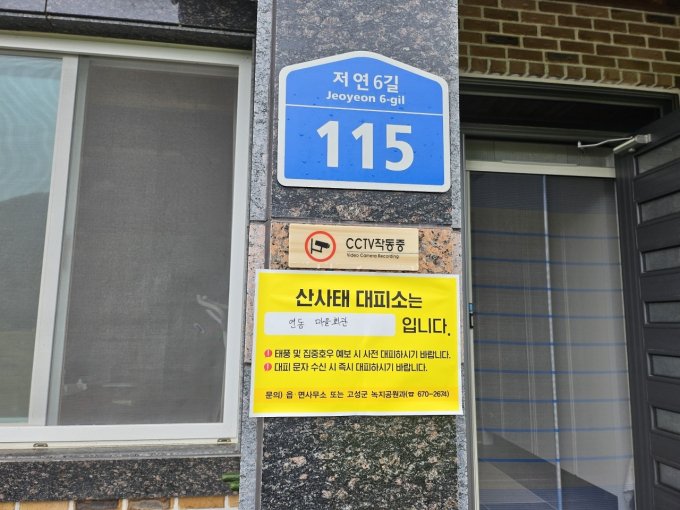 저연6길
Jeoyeon 6-gil
115
CCTV작동중
Video Camera Recording
산사태 대피소는
연동 마을회관 입니다.
! 태풍 및 집중호우 예보 시 사전 대피하시기 바랍니다.
! 대피 문자 수신 시 즉시 대피하시기 바랍니다.
문의) 읍·면사무소 또는 고성군 녹지공원과(☎ 670-2674)